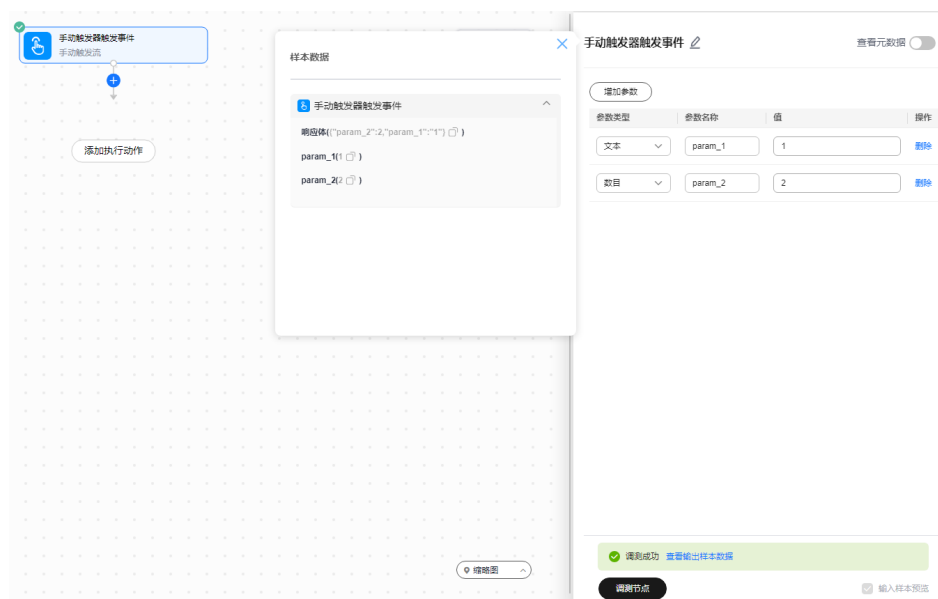 手动触发器触发事件
手动触发流
添加执行动作
样本数据
手动触发器触发事件
响应体({"param_2":2,"param_1":"1"} )
param_1(1 )
param_2(2 )
缩略图
手动触发器触发事件
查看元数据
增加参数
参数类型 参数名称 值 操作
文本 param_1 1 删除
数目 param_2 2 删除
调测成功 查看输出样本数据
调测节点
输入样本预览